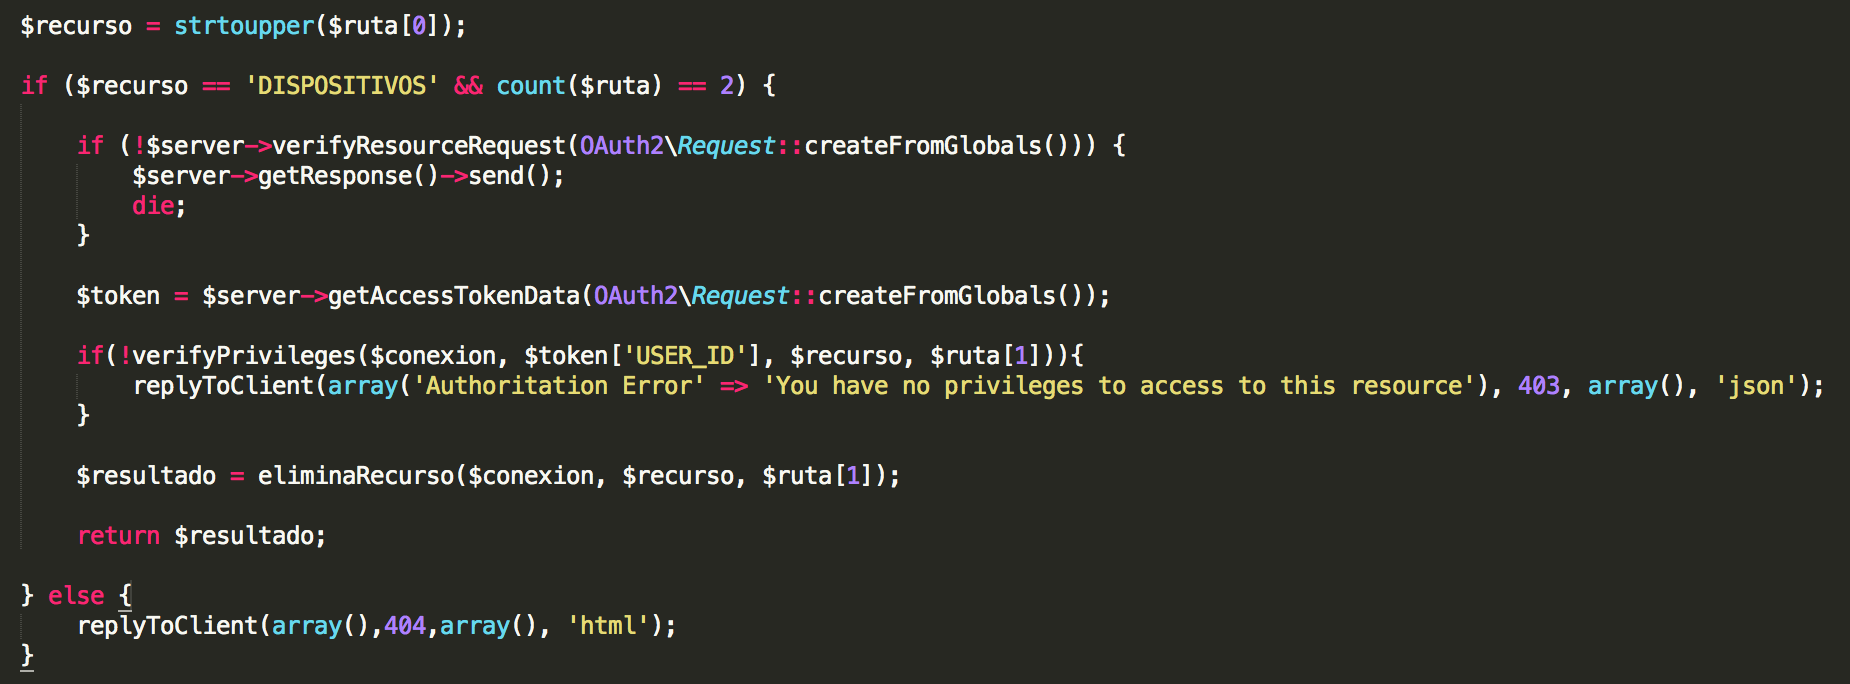 $recurso = strtoupper($ruta[0]);
if ($recurso == 'DISPOSITIVOS' && count($ruta) == 2) {
if (!$server->verifyResourceRequest(OAuth2\Request::createFromGlobals())) {
$server->getResponse()->send();
die;
}
$token = $server->getAccessTokenData(OAuth2\Request::createFromGlobals());
if(!verifyPrivileges($conexion, $token['USER_ID'], $recurso, $ruta[1])){
replyToClient(array('Authoritation Error' => 'You have no privileges to access to this resource'), 403, array(), 'json');
}
$resultado = eliminaRecurso($conexion, $recurso, $ruta[1]);
return $resultado;
} else {
replyToClient(array(),404,array(), 'html');
}